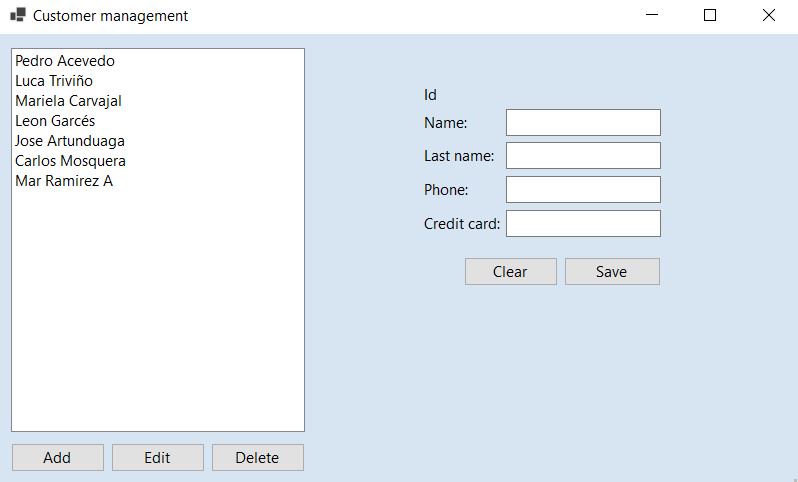 Customer management
Pedro Acevedo
Luca Triviño
Mariela Carvajal
Leon Garcés
Jose Artunduaga
Carlos Mosquera
Mar Ramirez A
Add Edit Delete
Id
Name:
Last name:
Phone:
Credit card:
Clear Save